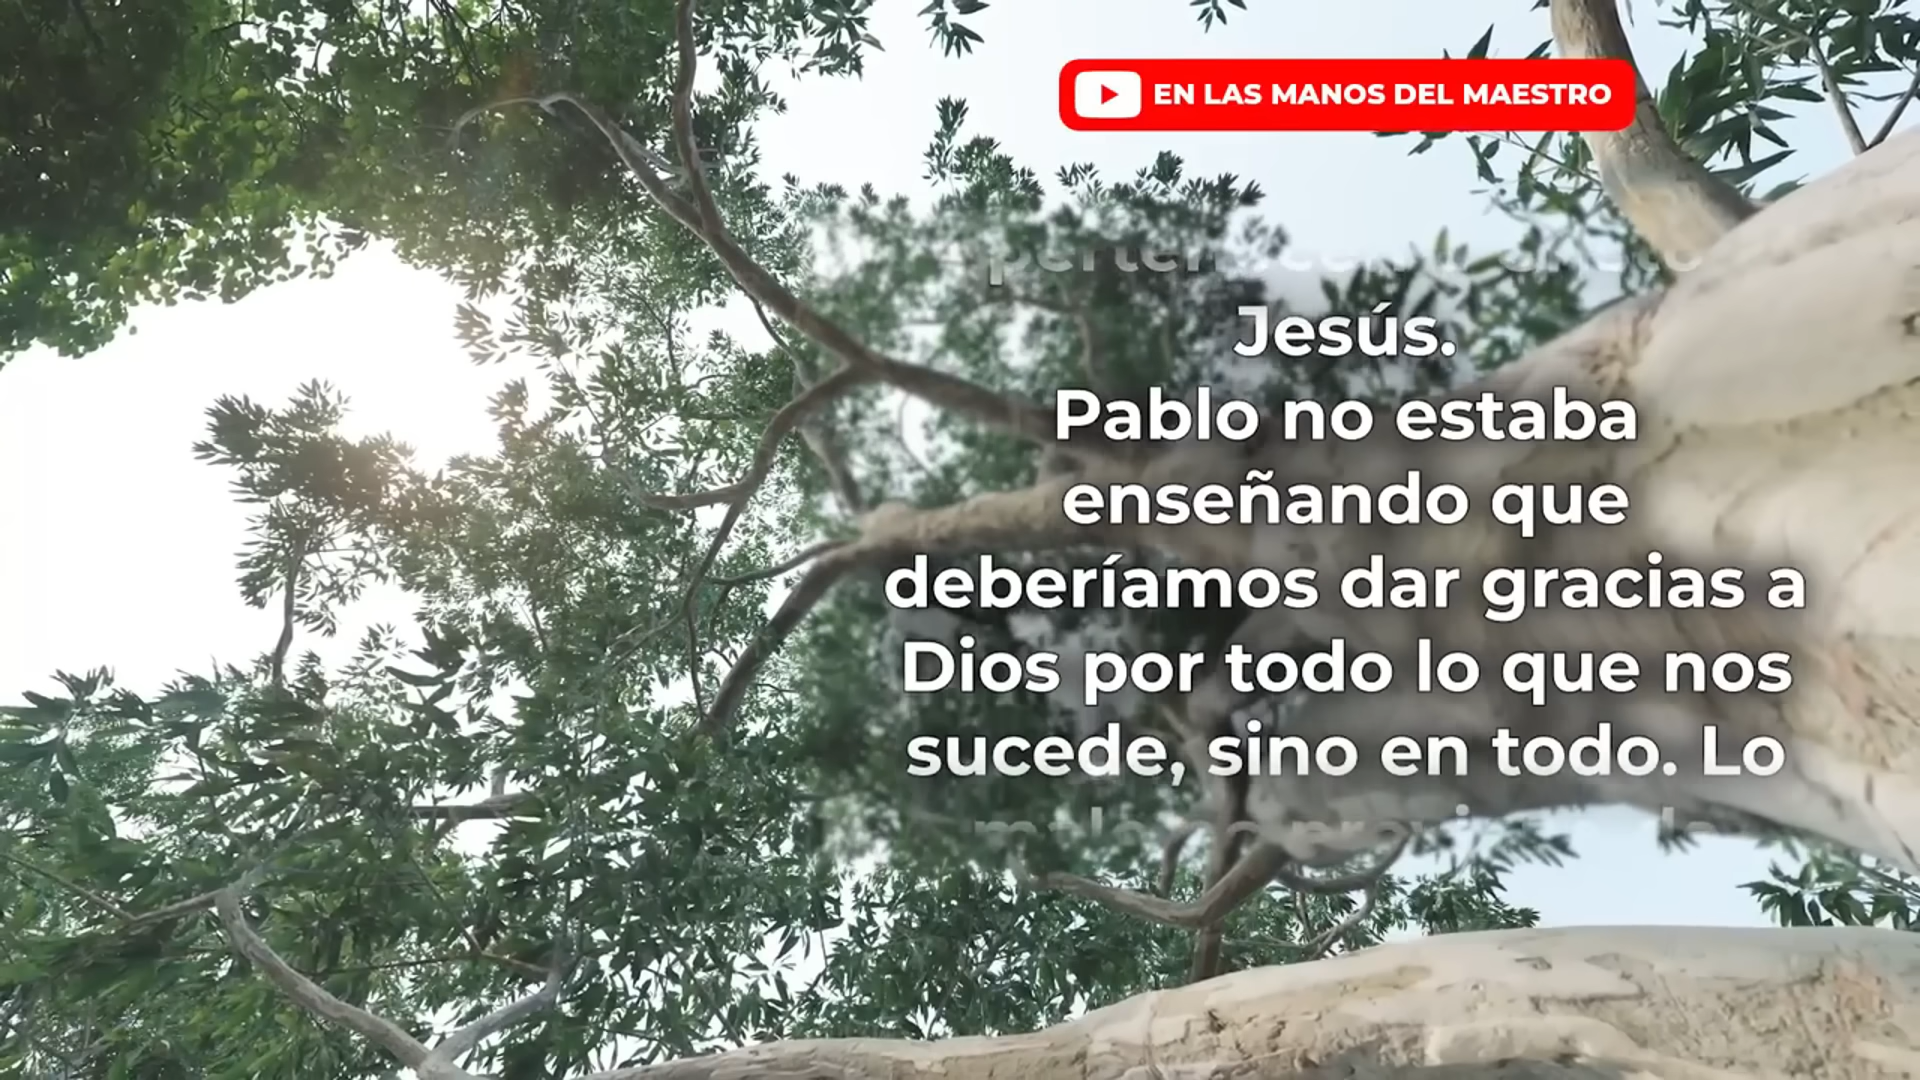 EN LAS MANOS DEL MAESTRO
Jesús.
Pablo no estaba
enseñando que
deberíamos dar gracias a
Dios por todo lo que nos
sucede, sino en todo. Lo